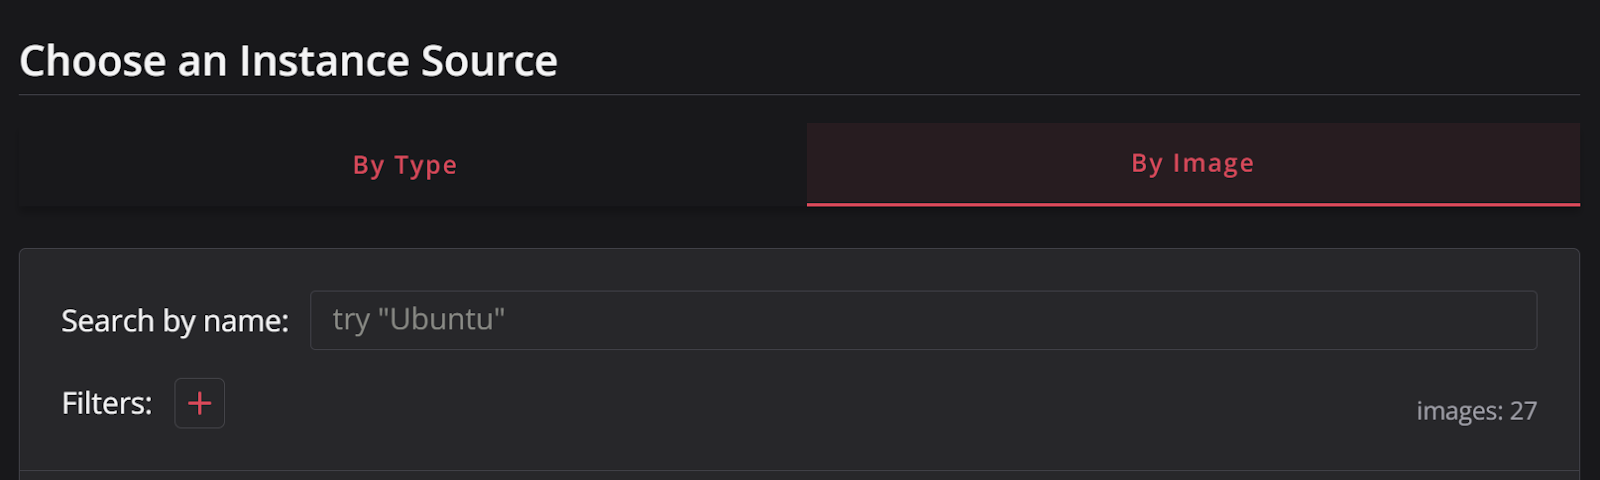 Choose an Instance Source
By Type
By Image
Search by name: try "Ubuntu"
Filters: +
images: 27